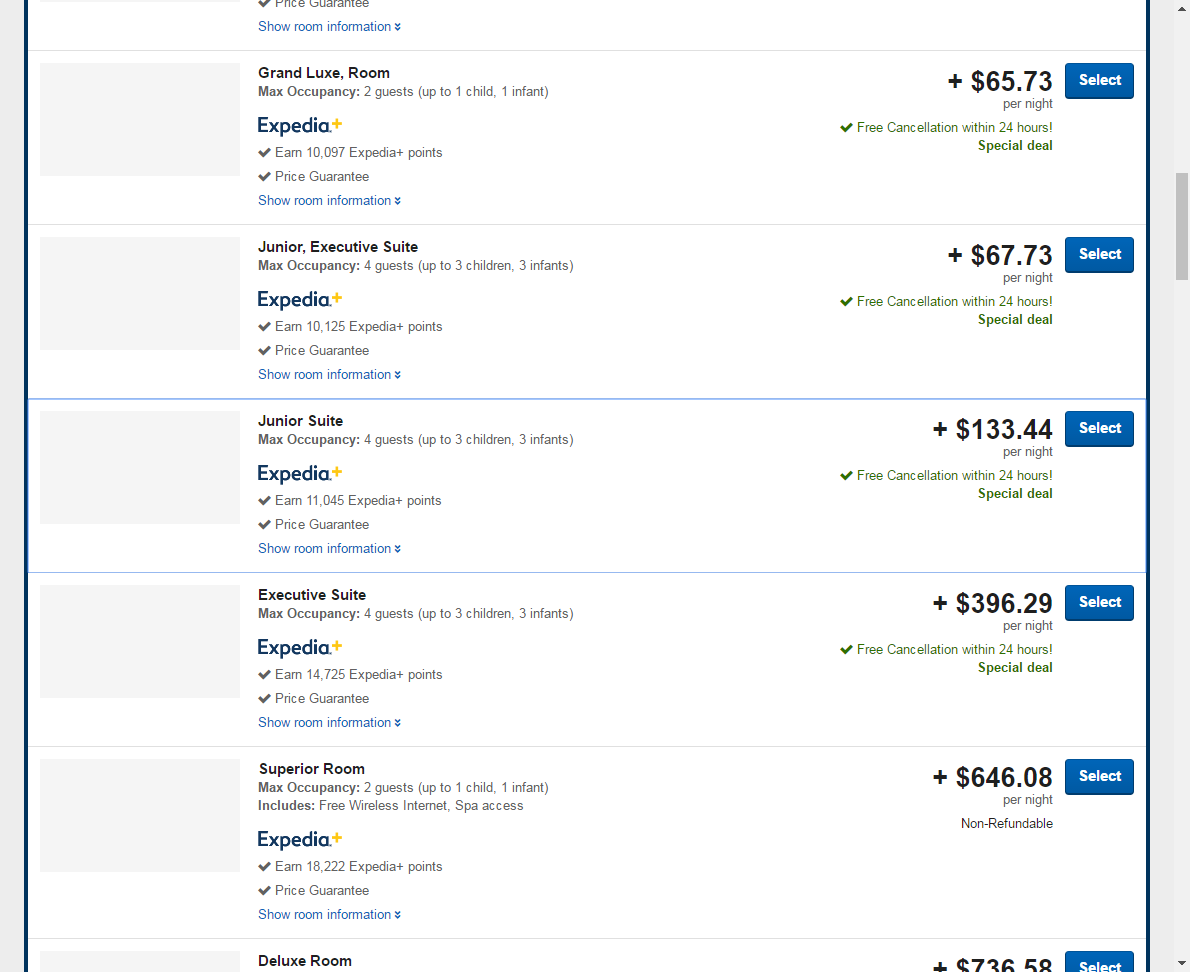 Price Guarantee
Show room information
Grand Luxe, Room
Max Occupancy: 2 guests (up to 1 child, 1 infant)
Expedia+
Earn 10,097 Expedia+ points
Price Guarantee
Show room information
+ $65.73
per night
Free Cancellation within 24 hours!
Special deal
Select
Junior, Executive Suite
Max Occupancy: 4 guests (up to 3 children, 3 infants)
Expedia+
Earn 10,125 Expedia+ points
Price Guarantee
Show room information
+ $67.73
per night
Free Cancellation within 24 hours!
Special deal
Select
Junior Suite
Max Occupancy: 4 guests (up to 3 children, 3 infants)
Expedia+
Earn 11,045 Expedia+ points
Price Guarantee
Show room information
+ $133.44
per night
Free Cancellation within 24 hours!
Special deal
Select
Executive Suite
Max Occupancy: 4 guests (up to 3 children, 3 infants)
Expedia+
Earn 14,725 Expedia+ points
Price Guarantee
Show room information
+ $396.29
per night
Free Cancellation within 24 hours!
Special deal
Select
Superior Room
Max Occupancy: 2 guests (up to 1 child, 1 infant)
Includes: Free Wireless Internet, Spa access
Expedia+
Earn 18,222 Expedia+ points
Price Guarantee
Show room information
+ $646.08
per night
Non-Refundable
Select
Deluxe Room
+ $736.58
Select